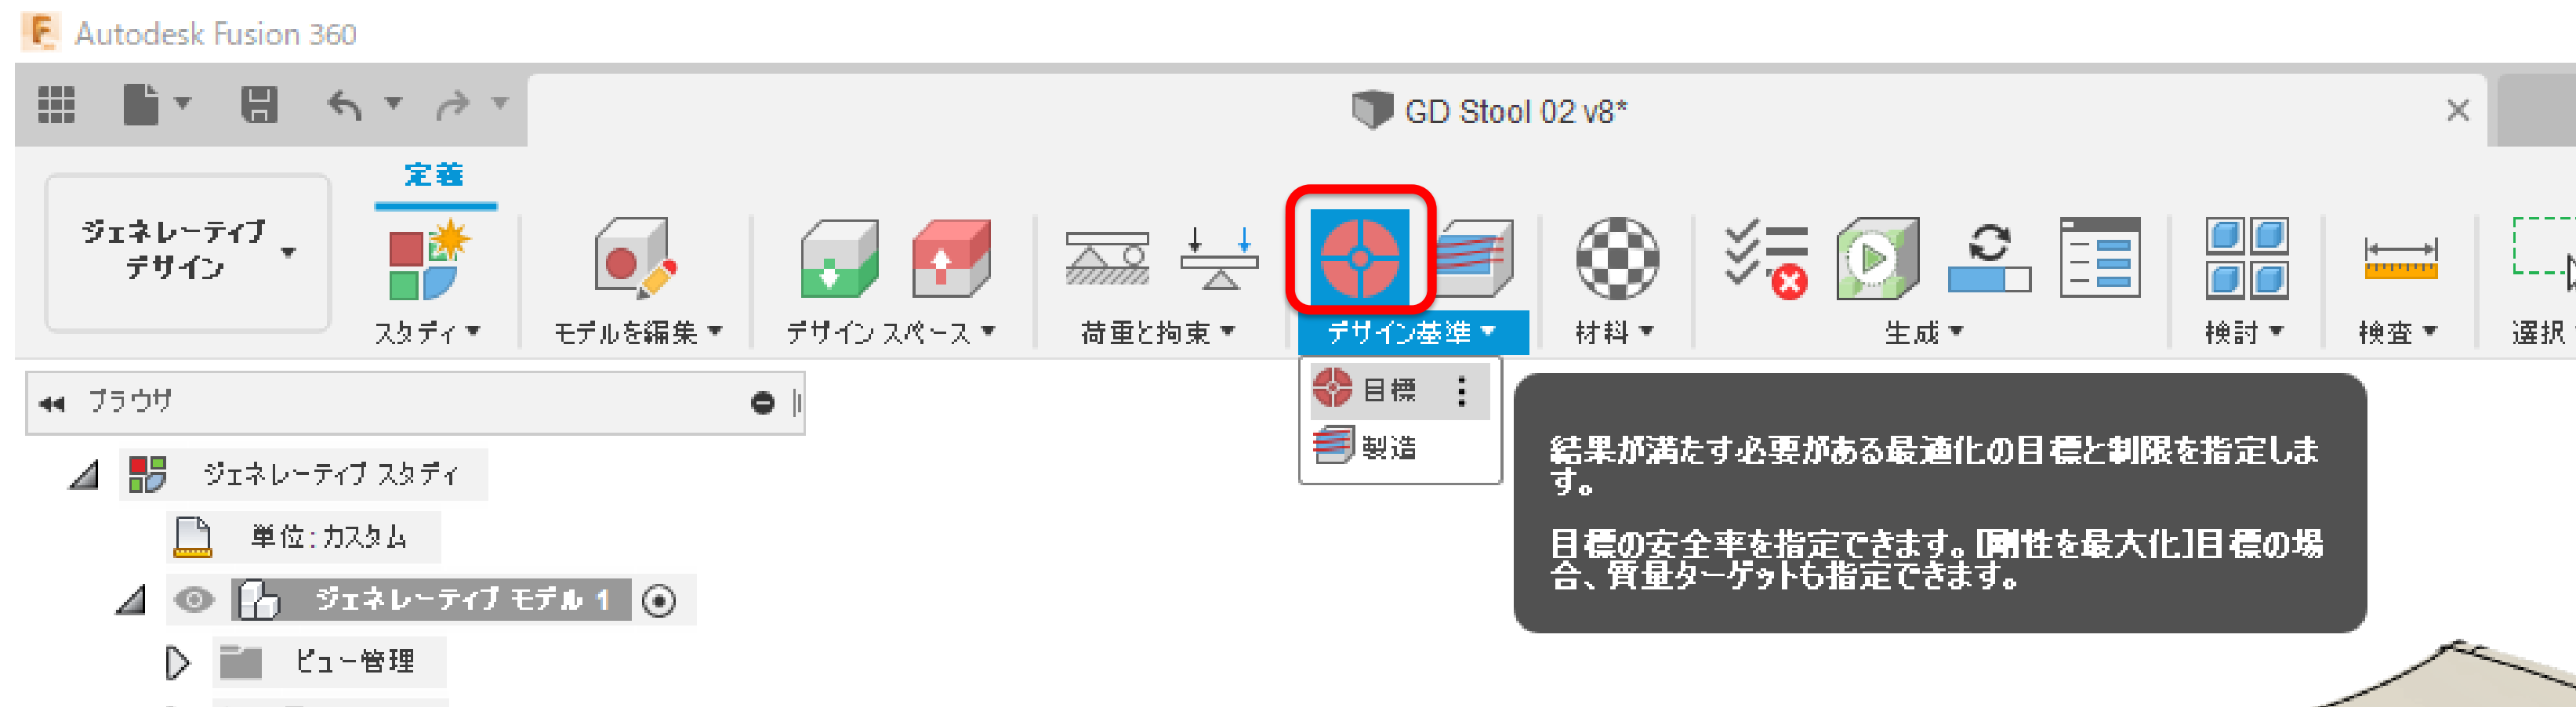 Autodesk Fusion 360
GD Stool 02 v8*
定義
ジェネレーティブ
デザイン
スタディ
モデルを編集
デザイン スペース
荷重と拘束
デザイン基準
材料
生成
検討
検査
選択
目標
製造
結果が満たす必要がある最適化の目標と制限を指定しま
す。
目標の安全率を指定できます。[剛性を最大化]目標の場
合、質量ターゲットも指定できます。
ブラウザ
ジェネレーティブ スタディ
単位:カスタム
ジェネレーティブ モデル 1
ビュー管理